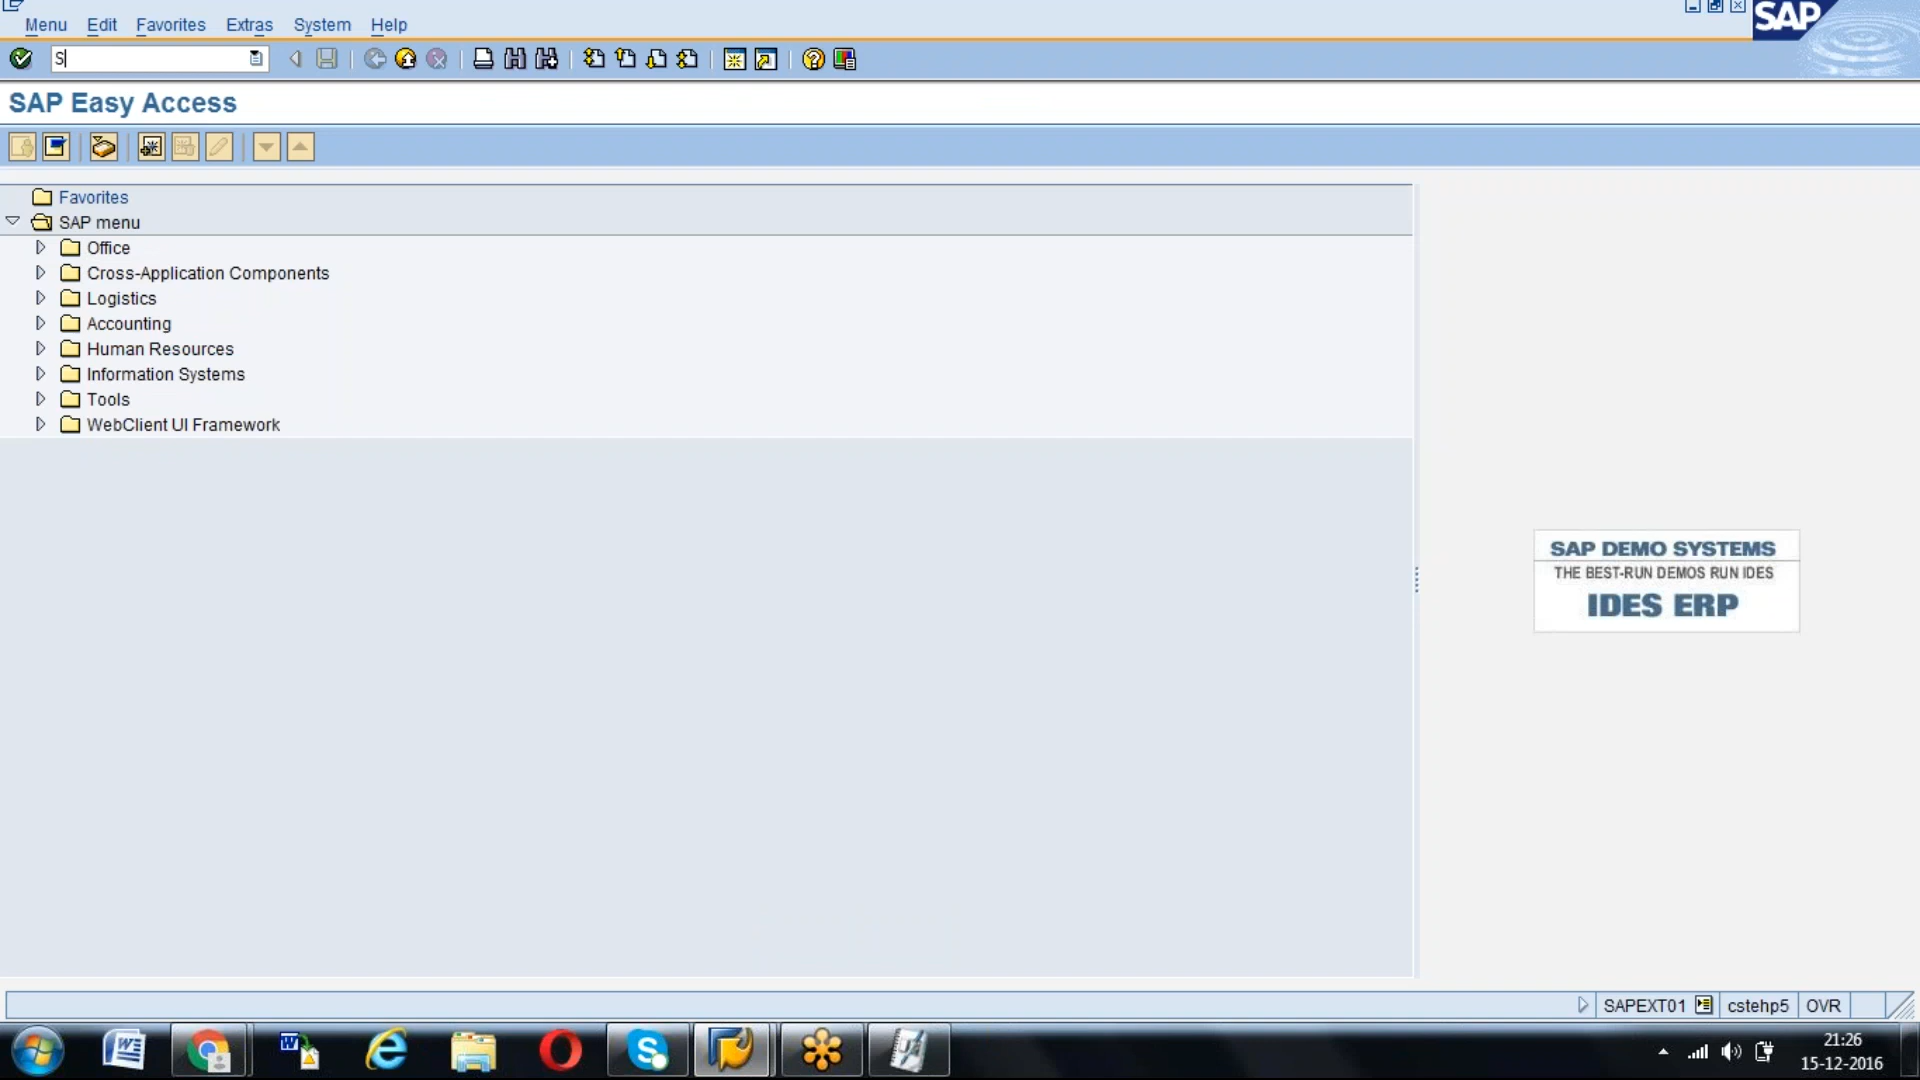 Menu Edit Favorites Extras System Help
SAP
S
SAP Easy Access
Favorites
SAP menu
Office
Cross-Application Components
Logistics
Accounting
Human Resources
Information Systems
Tools
WebClient UI Framework
SAP DEMO SYSTEMS
THE BEST-RUN DEMOS RUN IDES
IDES ERP
SAPEXT01 cstehp5 OVR
21:26
15-12-2016